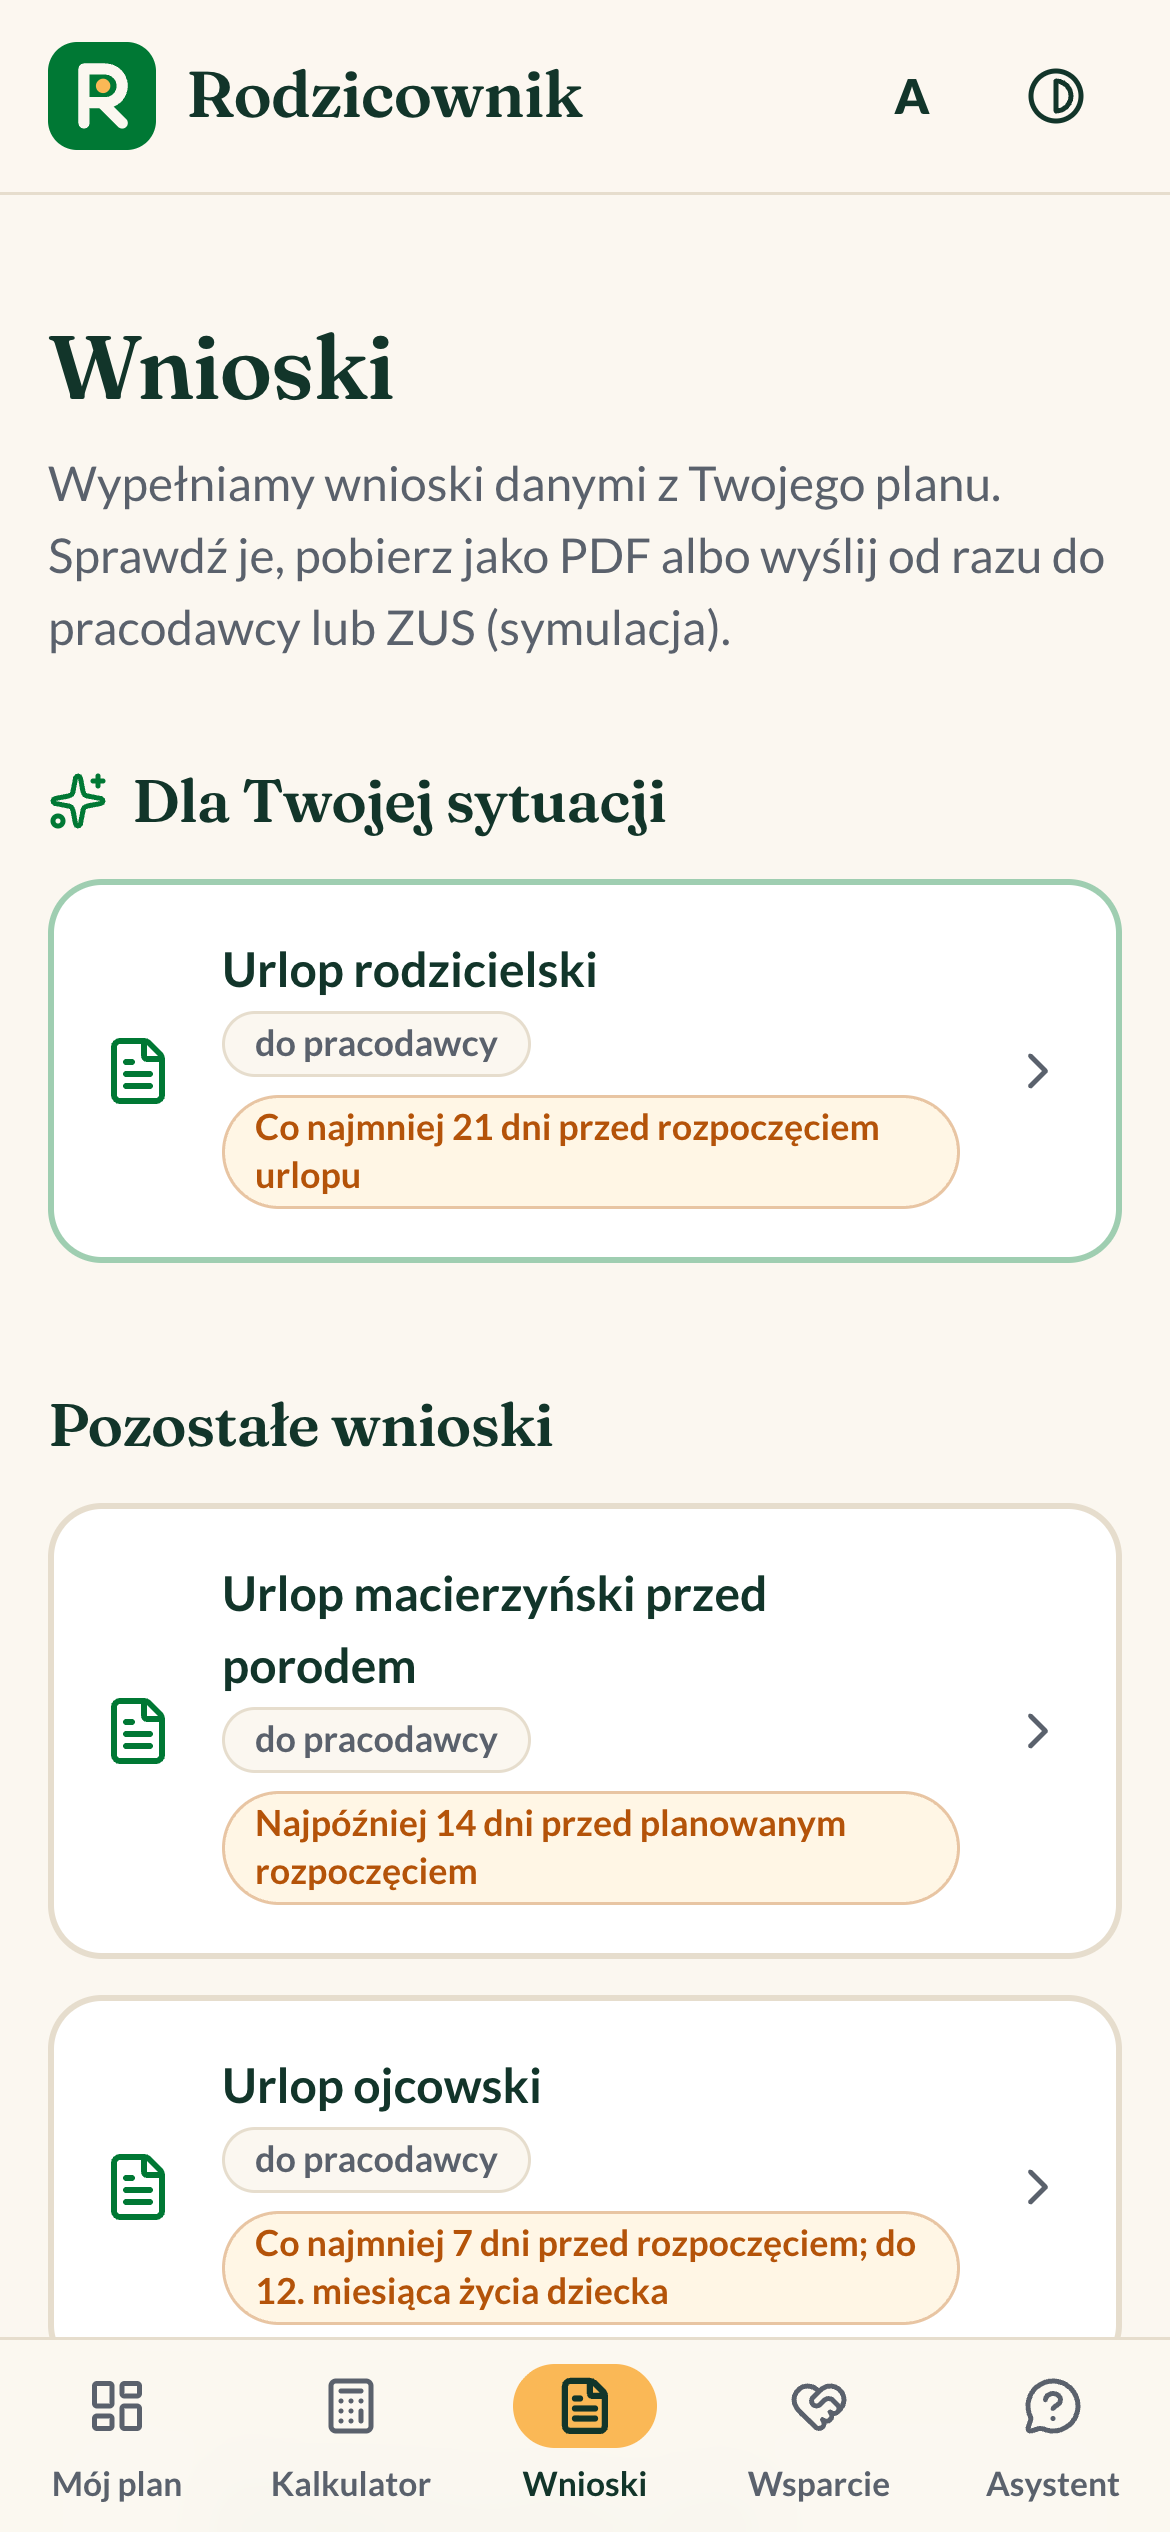 Rodzicownik
A
Wnioski
Wypełniamy wnioski danymi z Twojego planu.
Sprawdź je, pobierz jako PDF albo wyślij od razu do
pracodawcy lub ZUS (symulacja).
Dla Twojej sytuacji
Urlop rodzicielski
do pracodawcy
Co najmniej 21 dni przed rozpoczęciem
urlopu
Pozostałe wnioski
Urlop macierzyński przed
porodem
do pracodawcy
Najpóźniej 14 dni przed planowanym
rozpoczęciem
Urlop ojcowski
do pracodawcy
Co najmniej 7 dni przed rozpoczęciem; do
12. miesiąca życia dziecka
Mój plan
Kalkulator
Wnioski
Wsparcie
Asystent